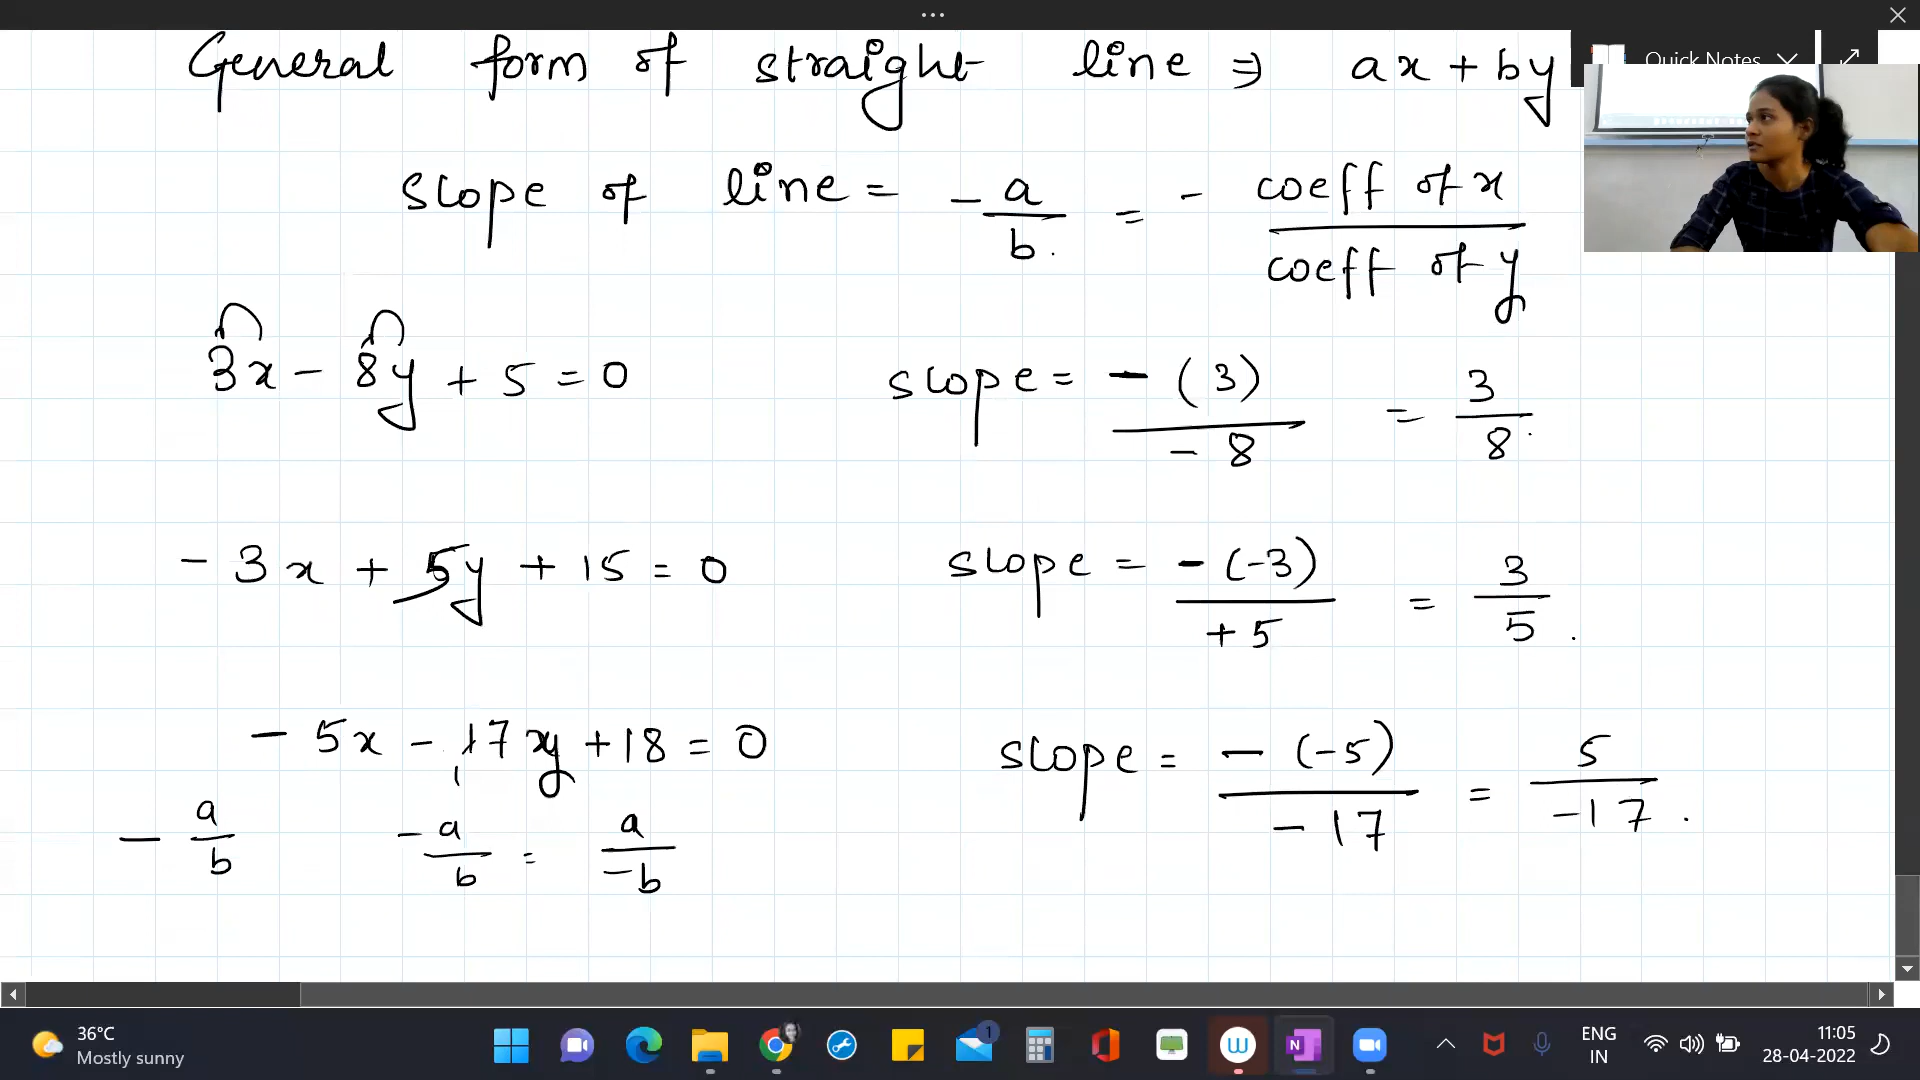 ...
Quick Notes
General form of straight line ⇒ ax + by
slope of line = -a/b. = - coeff of x / coeff of y
3x - 8y + 5 = 0
slope = -(3)/-8 = 3/8.
-3x + 5y + 15 = 0
slope = -(-3)/+5 = 3/5.
-5x - 17y + 18 = 0
slope = -(-5)/-17 = 5/-17.
- a/b
-a/b = a/-b
36°C
Mostly sunny
1
ENG
IN
11:05
28-04-2022